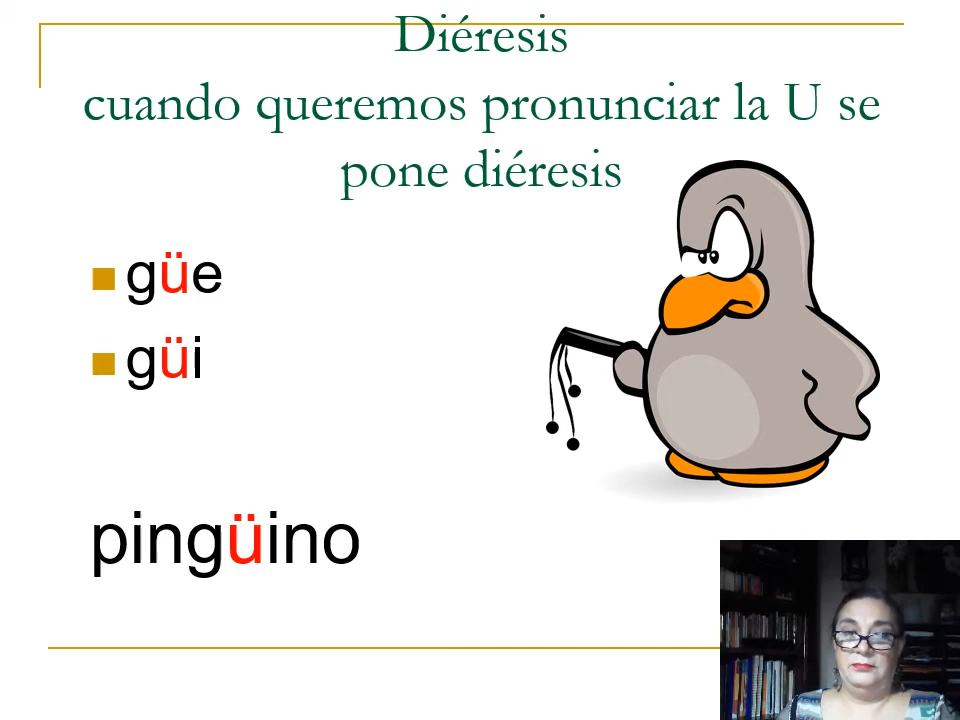 Diéresis
cuando queremos pronunciar la U se
pone diéresis
güe
güi
pingüino